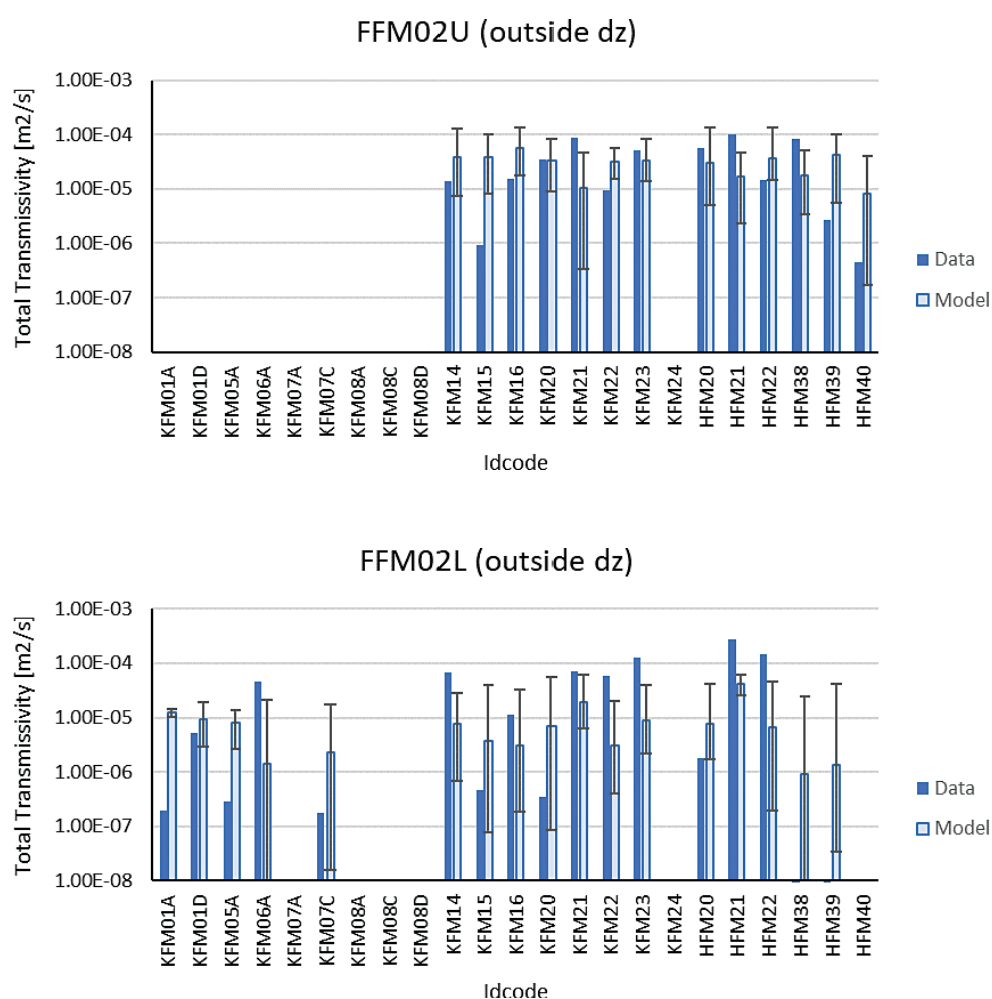 FFM02U (outside dz)
Total Transmissivity [m2/s]
1.00E-03
1.00E-04
1.00E-05
1.00E-06
1.00E-07
1.00E-08
KFM01A
KFM01D
KFM05A
KFM06A
KFM07A
KFM07C
KFM08A
KFM08C
KFM08D
KFM14
KFM15
KFM16
KFM20
KFM21
KFM22
KFM23
KFM24
HFM20
HFM21
HFM22
HFM38
HFM39
HFM40
Idcode
Data
Model
FFM02L (outside dz)
Total Transmissivity [m2/s]
1.00E-03
1.00E-04
1.00E-05
1.00E-06
1.00E-07
1.00E-08
KFM01A
KFM01D
KFM05A
KFM06A
KFM07A
KFM07C
KFM08A
KFM08C
KFM08D
KFM14
KFM15
KFM16
KFM20
KFM21
KFM22
KFM23
KFM24
HFM20
HFM21
HFM22
HFM38
HFM39
HFM40
Idcode
Data
Model